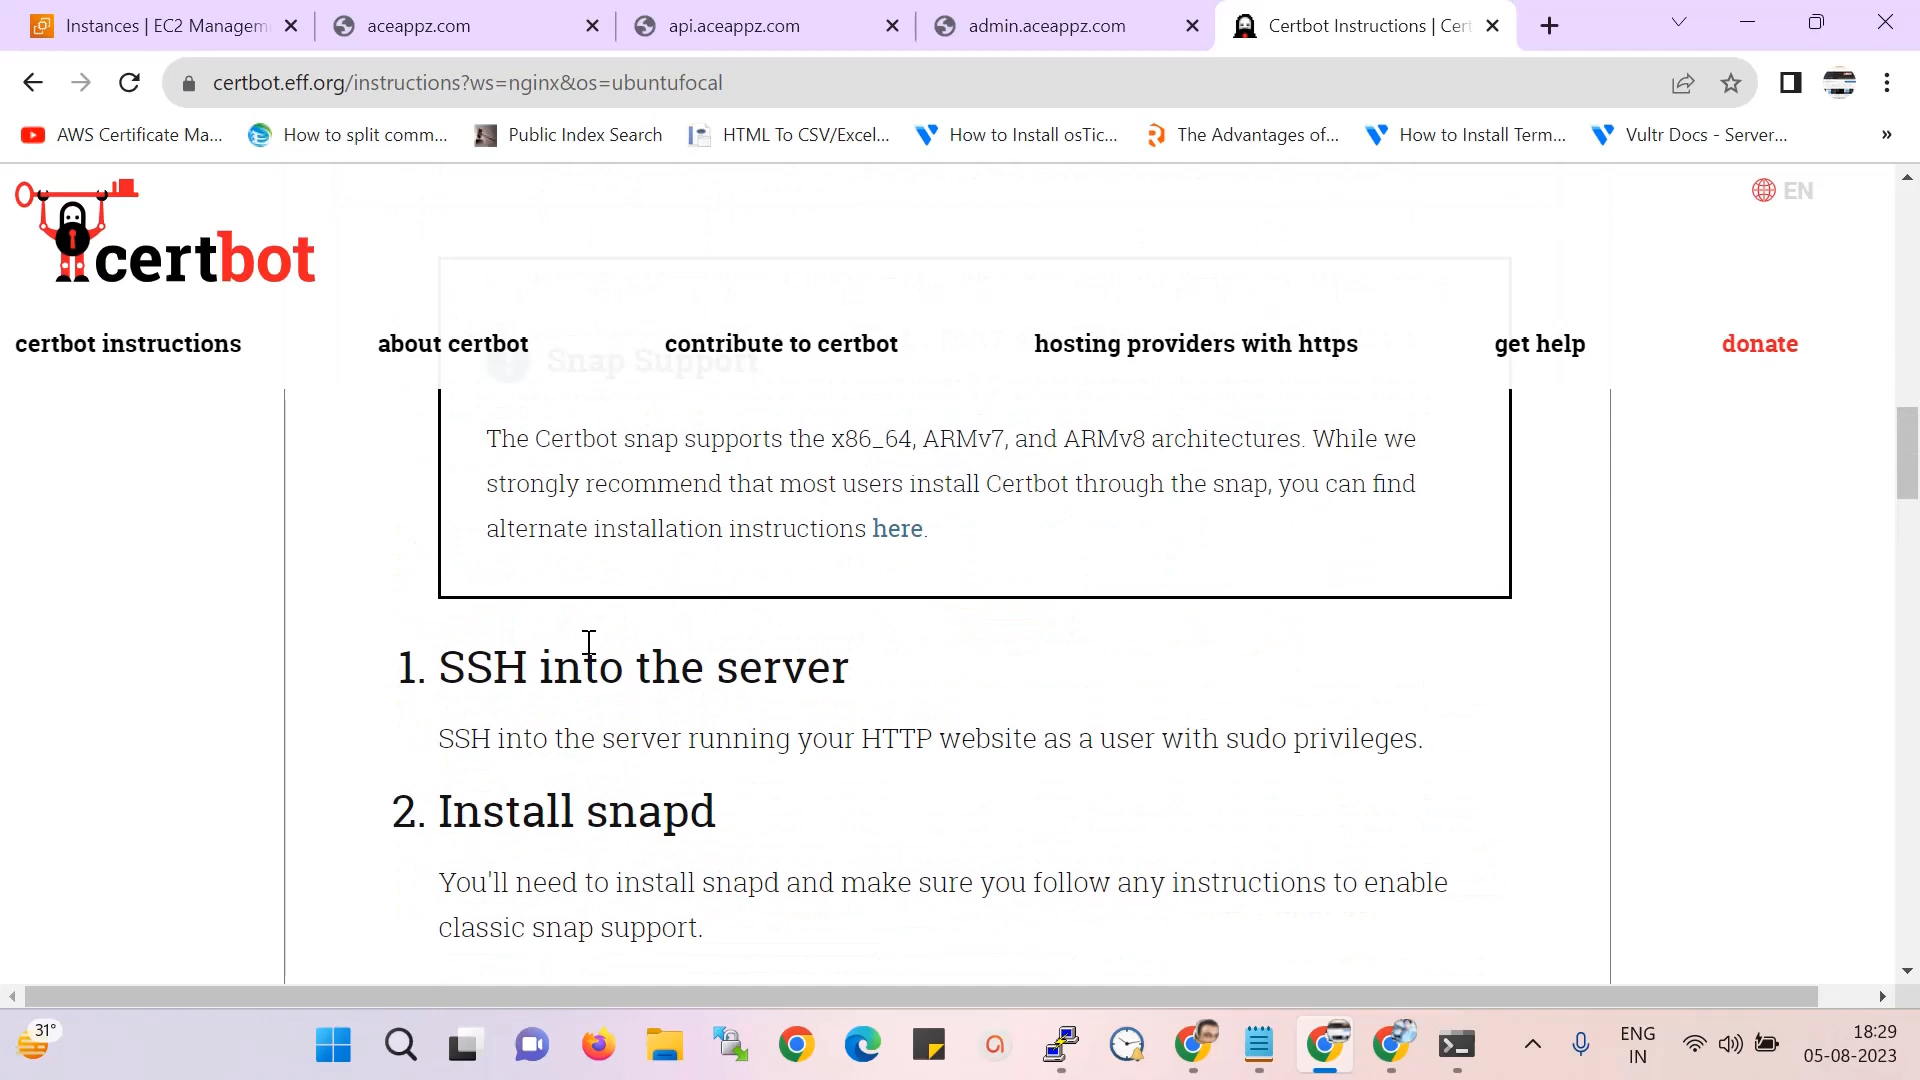 Instances | EC2 Managem
aceappz.com
api.aceappz.com
admin.aceappz.com
Certbot Instructions | Cert
certbot.eff.org/instructions?ws=nginx&os=ubuntufocal
AWS Certificate Ma...
How to split comm...
Public Index Search
HTML To CSV/Excel...
How to Install osTic...
The Advantages of...
How to Install Term...
Vultr Docs - Server...
»
certbot
EN
certbot instructions
about certbot
contribute to certbot
hosting providers with https
get help
donate
Snap Support
The Certbot snap supports the x86_64, ARMv7, and ARMv8 architectures. While we
strongly recommend that most users install Certbot through the snap, you can find
alternate installation instructions here.
1. SSH into the server
SSH into the server running your HTTP website as a user with sudo privileges.
2. Install snapd
You'll need to install snapd and make sure you follow any instructions to enable
classic snap support.
31°
ENG
IN
18:29
05-08-2023